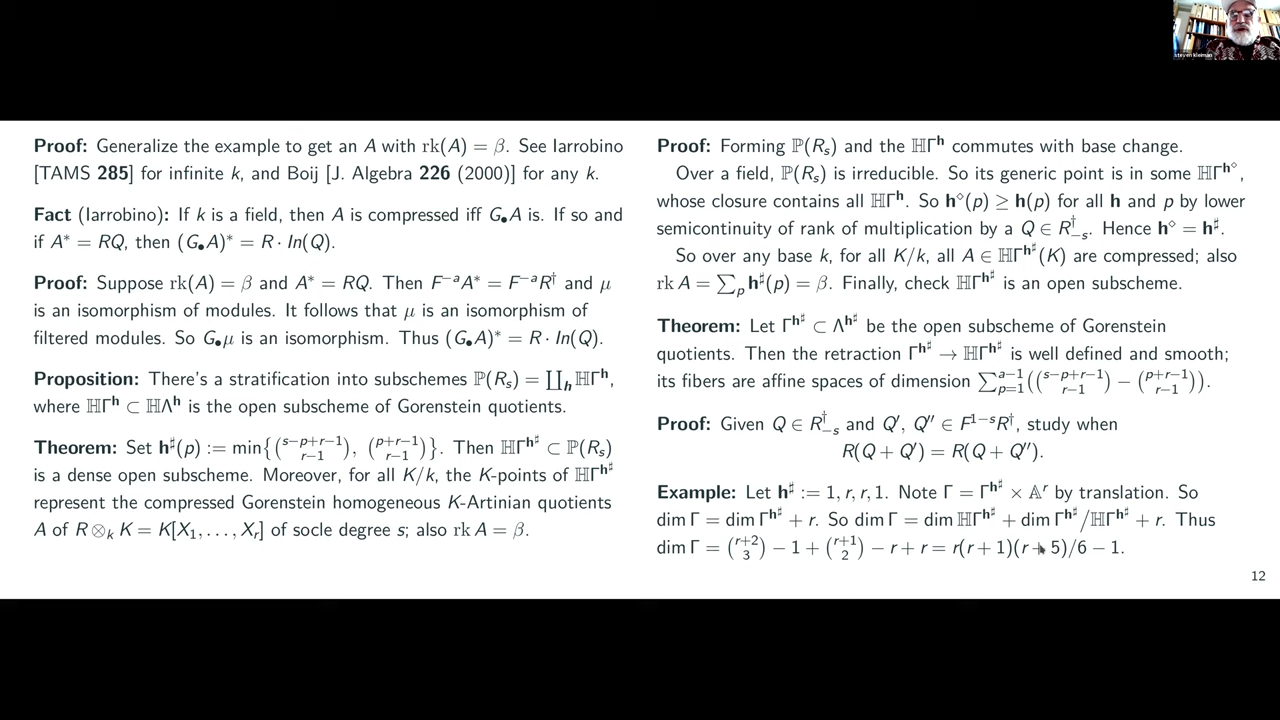 steven kleiman
Proof: Generalize the example to get an A with rk(A) = β. See Iarrobino
[TAMS 285] for infinite k, and Boij [J. Algebra 226 (2000)] for any k.
Fact (Iarrobino): If k is a field, then A is compressed iff G•A is. If so and
if A* = RQ, then (G•A)* = R · In(Q).
Proof: Suppose rk(A) = β and A* = RQ. Then F⁻ᵃA* = F⁻ᵃR† and μ
is an isomorphism of modules. It follows that μ is an isomorphism of
filtered modules. So G•μ is an isomorphism. Thus (G•A)* = R · In(Q).
Proposition: There's a stratification into subschemes ℙ(R_s) = ∐_h ℍΓ^h,
where ℍΓ^h ⊂ ℍΛ^h is the open subscheme of Gorenstein quotients.
Theorem: Set h^♯(p) := min{(s−p+r−1 choose r−1), (p+r−1 choose r−1)}. Then ℍΓ^{h^♯} ⊂ ℙ(R_s)
is a dense open subscheme. Moreover, for all K/k, the K-points of ℍΓ^{h^♯}
represent the compressed Gorenstein homogeneous K-Artinian quotients
A of R ⊗_k K = K[X₁, . . . , X_r] of socle degree s; also rk A = β.
Proof: Forming ℙ(R_s) and the ℍΓ^h commutes with base change.
Over a field, ℙ(R_s) is irreducible. So its generic point is in some ℍΓ^{h^⋄},
whose closure contains all ℍΓ^h. So h^⋄(p) ≥ h(p) for all h and p by lower
semicontinuity of rank of multiplication by a Q ∈ R†_{−s}. Hence h^⋄ = h^♯.
So over any base k, for all K/k, all A ∈ ℍΓ^{h^♯}(K) are compressed; also
rk A = ∑_p h^♯(p) = β. Finally, check ℍΓ^{h^♯} is an open subscheme.
Theorem: Let Γ^{h^♯} ⊂ Λ^{h^♯} be the open subscheme of Gorenstein
quotients. Then the retraction Γ^{h^♯} → ℍΓ^{h^♯} is well defined and smooth;
its fibers are affine spaces of dimension ∑_{p=1}^{a−1}((s−p+r−1 choose r−1) − (p+r−1 choose r−1)).
Proof: Given Q ∈ R†_{−s} and Q′, Q″ ∈ F^{1−s}R†, study when
R(Q + Q′) = R(Q + Q″).
Example: Let h^♯ := 1, r, r, 1. Note Γ = Γ^{h^♯} × 𝔸^r by translation. So
dim Γ = dim Γ^{h^♯} + r. So dim Γ = dim ℍΓ^{h^♯} + dim Γ^{h^♯}/ℍΓ^{h^♯} + r. Thus
dim Γ = (r+2 choose 3) − 1 + (r+1 choose 2) − r + r = r(r + 1)(r + 5)/6 − 1.
12